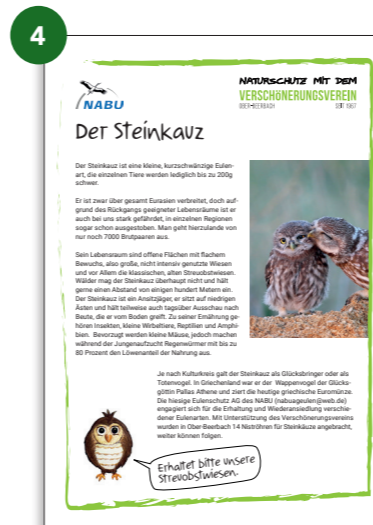 4
NABU
NATURSCHUTZ MIT DEM
VERSCHÖNERUNGSVEREIN
OBER-BEERBACH SEIT 1967
Der Steinkauz
Der Steinkauz ist eine kleine, kurzschwänzige Eulen-
art, die einzelnen Tiere werden lediglich bis zu 200g
schwer.
Er ist zwar über gesamt Eurasien verbreitet, doch auf-
grund des Rückgangs geeigneter Lebensräume ist er
auch bei uns stark gefährdet, in einzelnen Regionen
sogar schon ausgestoben. Man geht hierzulande von
nur noch 7000 Brutpaaren aus.
Sein Lebensraum sind offene Flächen mit flachem
Bewuchs, also große, nicht intensiv genutzte Wiesen
und vor Allem die klassischen, alten Streuobstwiesen.
Wälder mag der Steinkauz überhaupt nicht und hält
gerne einen Abstand von einigen hundert Metern ein.
Der Steinkauz ist ein Ansitzjäger, er sitzt auf niedrigen
Ästen und hält teilweise auch tagsüber Ausschau nach
Beute, die er vom Boden greift. Zu seiner Ernährung ge-
hören Insekten, kleine Wirbeltiere, Reptilien und Amphi-
bien. Bevorzugt werden kleine Mäuse, jedoch machen
während der Jungenaufzucht Regenwürmer mit bis zu
80 Prozent den Löwenanteil der Nahrung aus.
Je nach Kulturkreis galt der Steinkauz als Glücksbringer oder als
Totenvogel. In Griechenland war er der Wappenvogel der Glücks-
göttin Pallas Athene und ziert die heutige griechische Euromünze.
Die hiesige Eulenschutz AG des NABU (nabuageulen@web.de)
engagiert sich für die Erhaltung und Wiederansiedlung verschie-
dener Eulenarten. Mit Unterstützung des Verschönerungsvereins
wurden in Ober-Beerbach 14 Niströhren für Steinkäuze angebracht,
weiter können folgen.
Erhaltet bitte unsere
Streuobstwiesen.